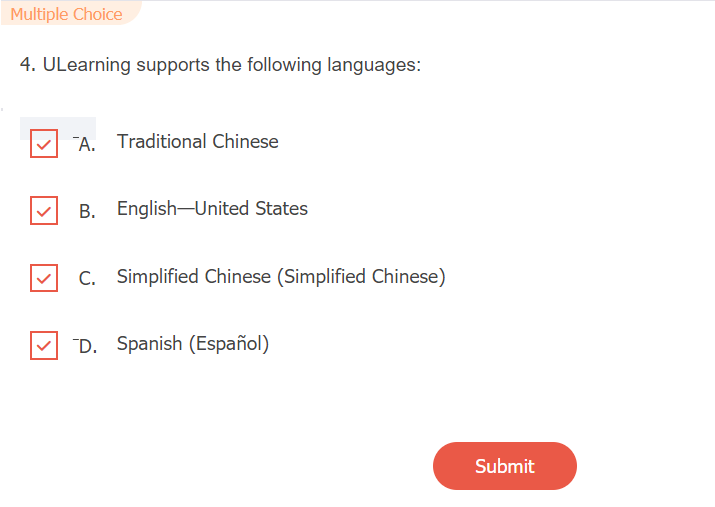 Multiple Choice
4. ULearning supports the following languages:
A. Traditional Chinese
B. English—United States
C. Simplified Chinese (Simplified Chinese)
D. Spanish (Español)
Submit